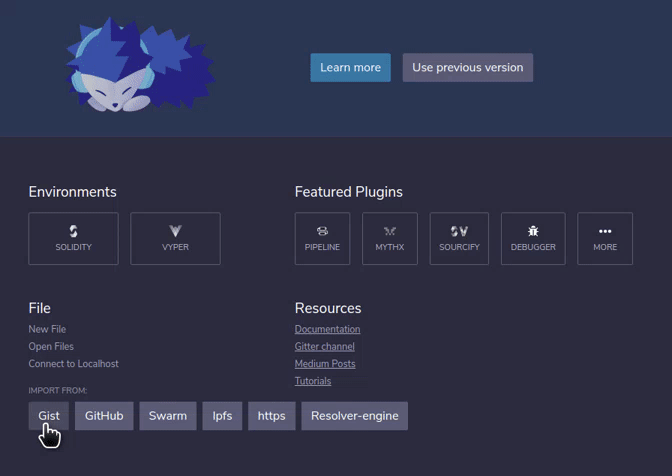 Learn more Use previous version
Environments
SOLIDITY VYPER
Featured Plugins
PIPELINE MYTHX SOURCIFY DEBUGGER MORE
File
New File
Open Files
Connect to Localhost
IMPORT FROM:
Gist GitHub Swarm Ipfs https Resolver-engine
Resources
Documentation
Gitter channel
Medium Posts
Tutorials